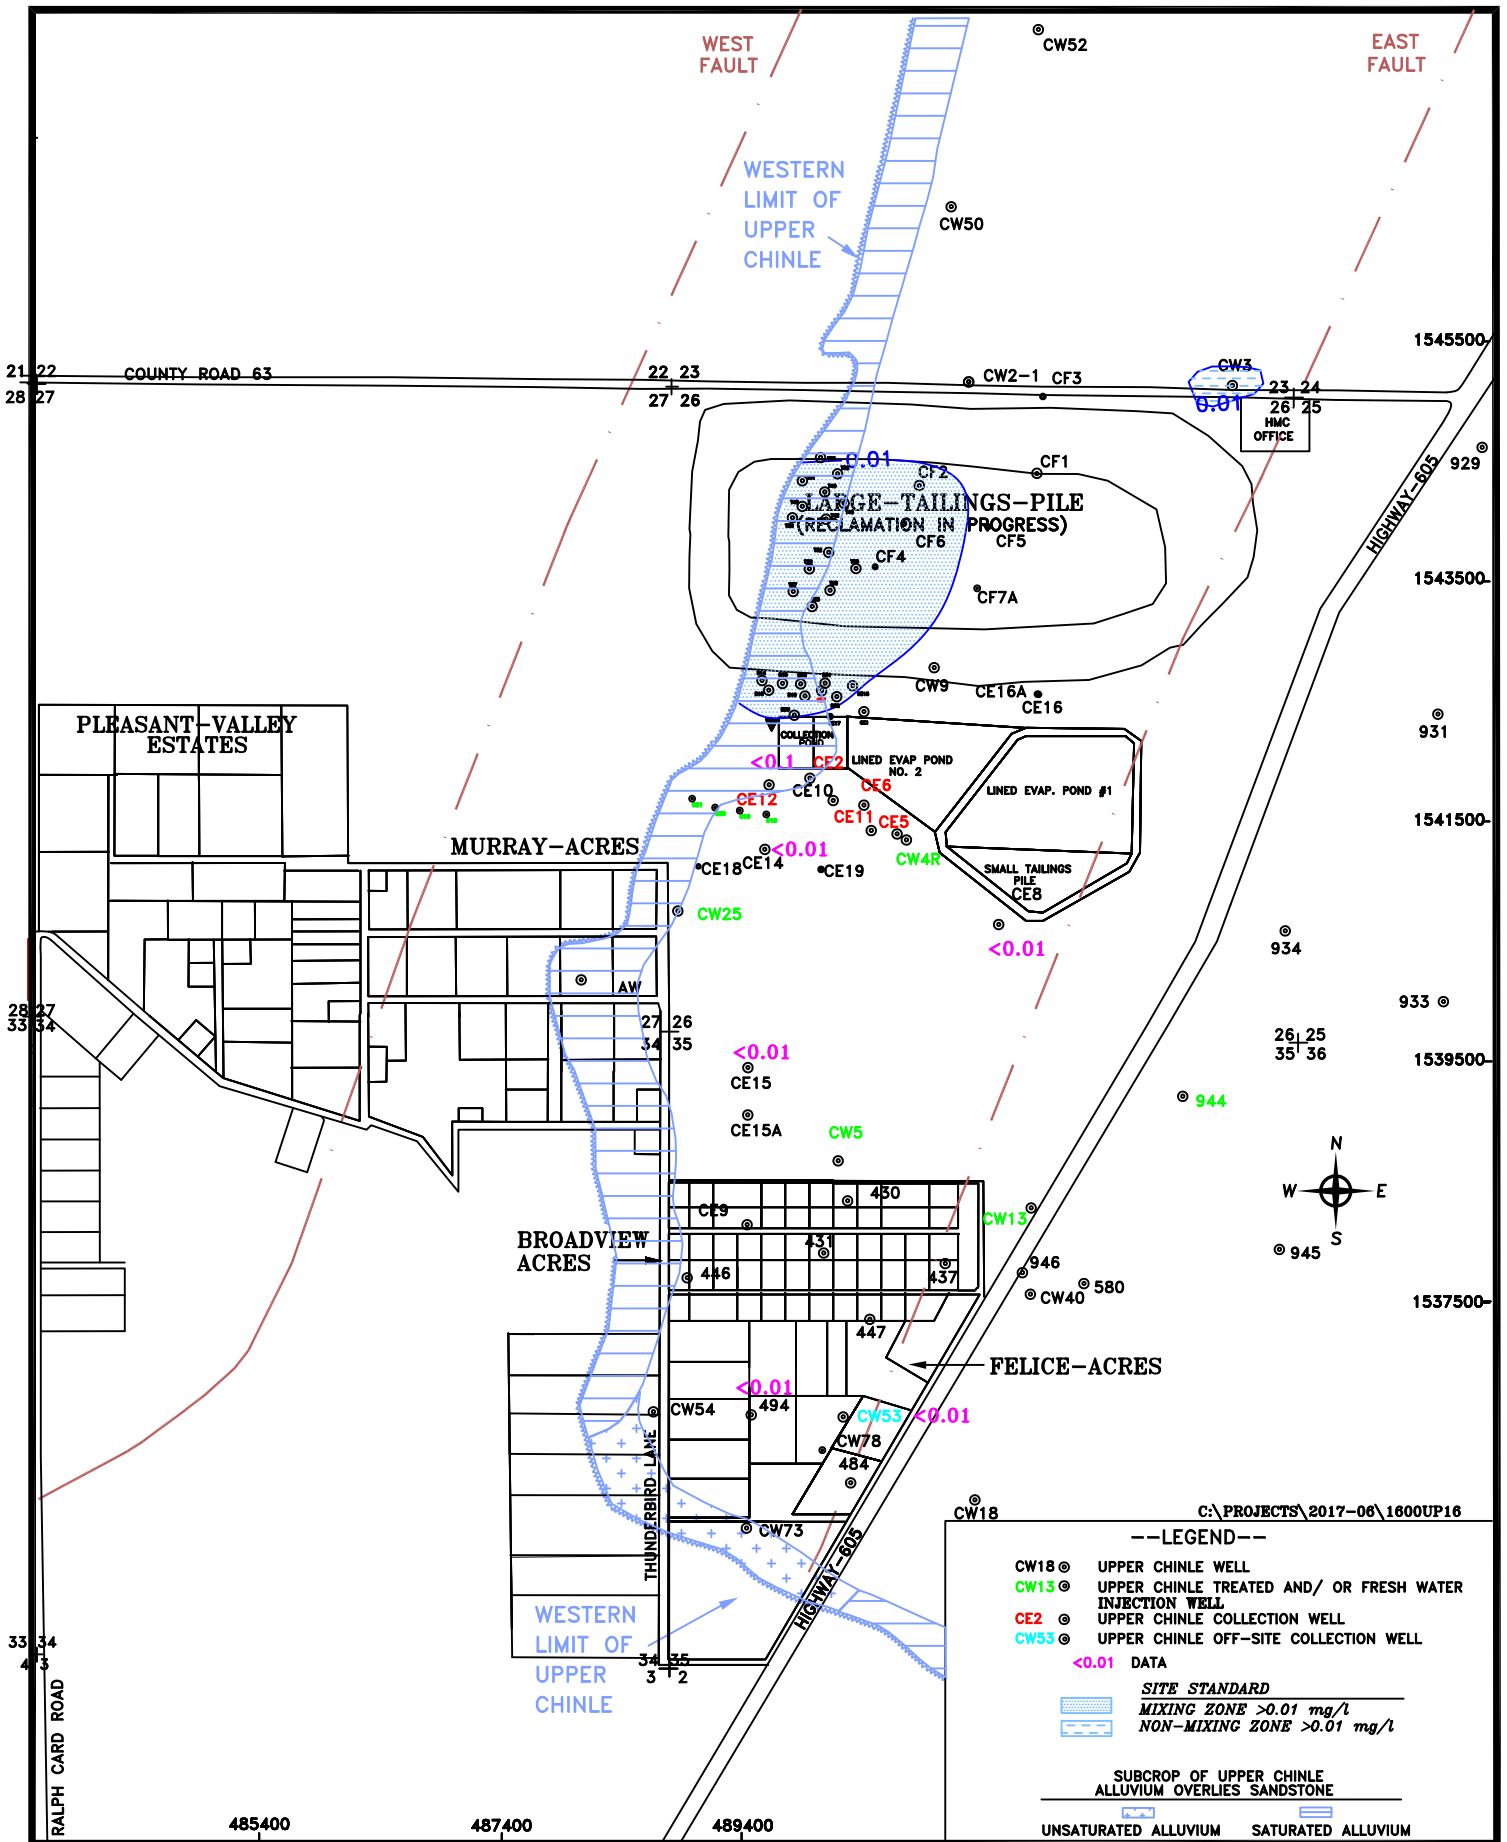 WEST
FAULT
EAST
FAULT
CW52
WESTERN
LIMIT OF
UPPER
CHINLE
CW50
1545500
21 22
28 27
COUNTY ROAD 63
22 23
27 26
CW2-1
CF3
CW3
0.01
23 24
26 25
HMC
OFFICE
929
HIGHWAY-605
0.01
CF2
CF1
LARGE-TAILINGS-PILE
(RECLAMATION IN PROGRESS)
CF6
CF5
CF4
CF7A
1543500
CW9
CE16A
CE16
931
PLEASANT-VALLEY
ESTATES
COLLECTION
POND
<0.1
CE2
LINED EVAP POND
NO. 2
CE10
CE6
LINED EVAP. POND #1
CE12
CE11
CE5
1541500
MURRAY-ACRES
CE14
<0.01
CE18
CE19
CW4R
SMALL TAILINGS
PILE
CE8
CW25
<0.01
934
AW
933
28 27
33 34
27 26
34 35
26 25
35 36
<0.01
CE15
1539500
CE15A
944
CW5
N
W
E
S
430
CE9
CW13
BROADVIEW
ACRES
431
945
446
437
946
580
CW40
1537500
447
FELICE-ACRES
<0.01
CW54
494
CW53
<0.01
CW78
484
THUNDERBIRD LANE
CW18
CW73
HIGHWAY-605
C:\PROJECTS\2017-06\1600UP16
--LEGEND--
CW18 UPPER CHINLE WELL
CW13 UPPER CHINLE TREATED AND/ OR FRESH WATER
INJECTION WELL
CE2 UPPER CHINLE COLLECTION WELL
CW53 UPPER CHINLE OFF-SITE COLLECTION WELL
<0.01 DATA
SITE STANDARD
MIXING ZONE >0.01 mg/l
NON-MIXING ZONE >0.01 mg/l
SUBCROP OF UPPER CHINLE
ALLUVIUM OVERLIES SANDSTONE
UNSATURATED ALLUVIUM SATURATED ALLUVIUM
WESTERN
LIMIT OF
UPPER
CHINLE
33 34
4 3
34 35
3 2
RALPH CARD ROAD
485400
487400
489400